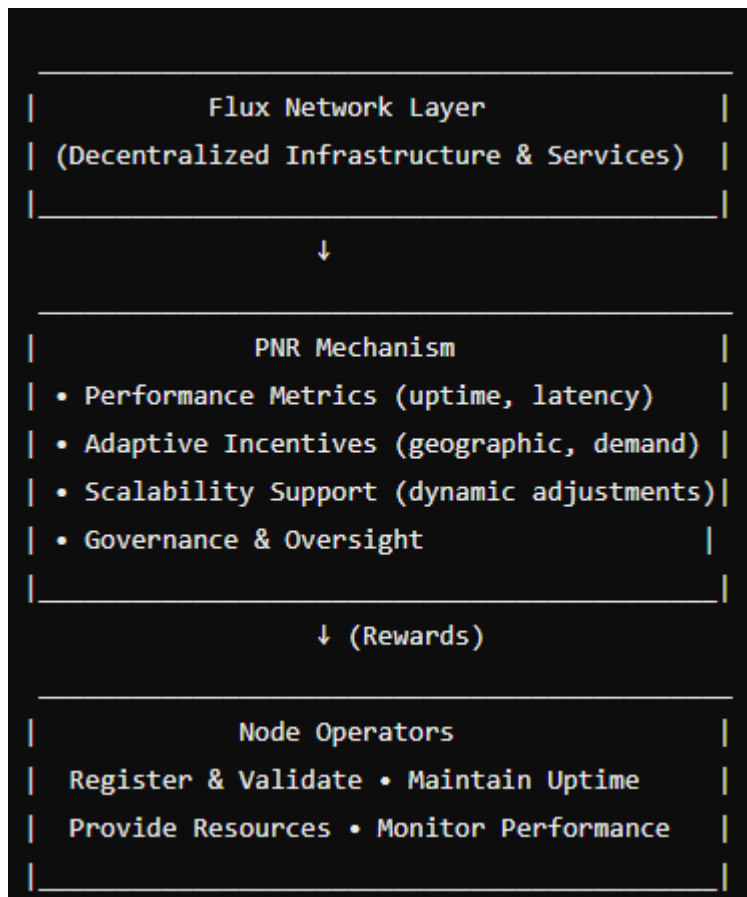 Flux Network Layer
(Decentralized Infrastructure & Services)
↓
PNR Mechanism
• Performance Metrics (uptime, latency)
• Adaptive Incentives (geographic, demand)
• Scalability Support (dynamic adjustments)
• Governance & Oversight
↓ (Rewards)
Node Operators
Register & Validate • Maintain Uptime
Provide Resources • Monitor Performance